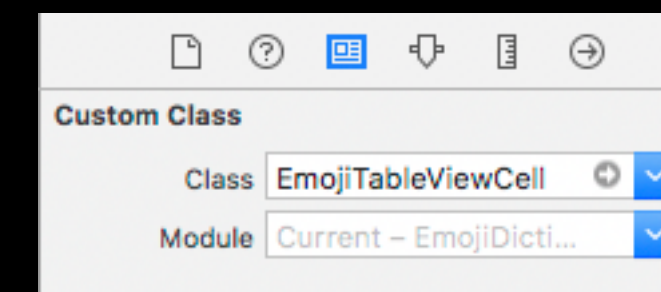 Custom Class
Class EmojiTableViewCell
Module Current – EmojiDicti...